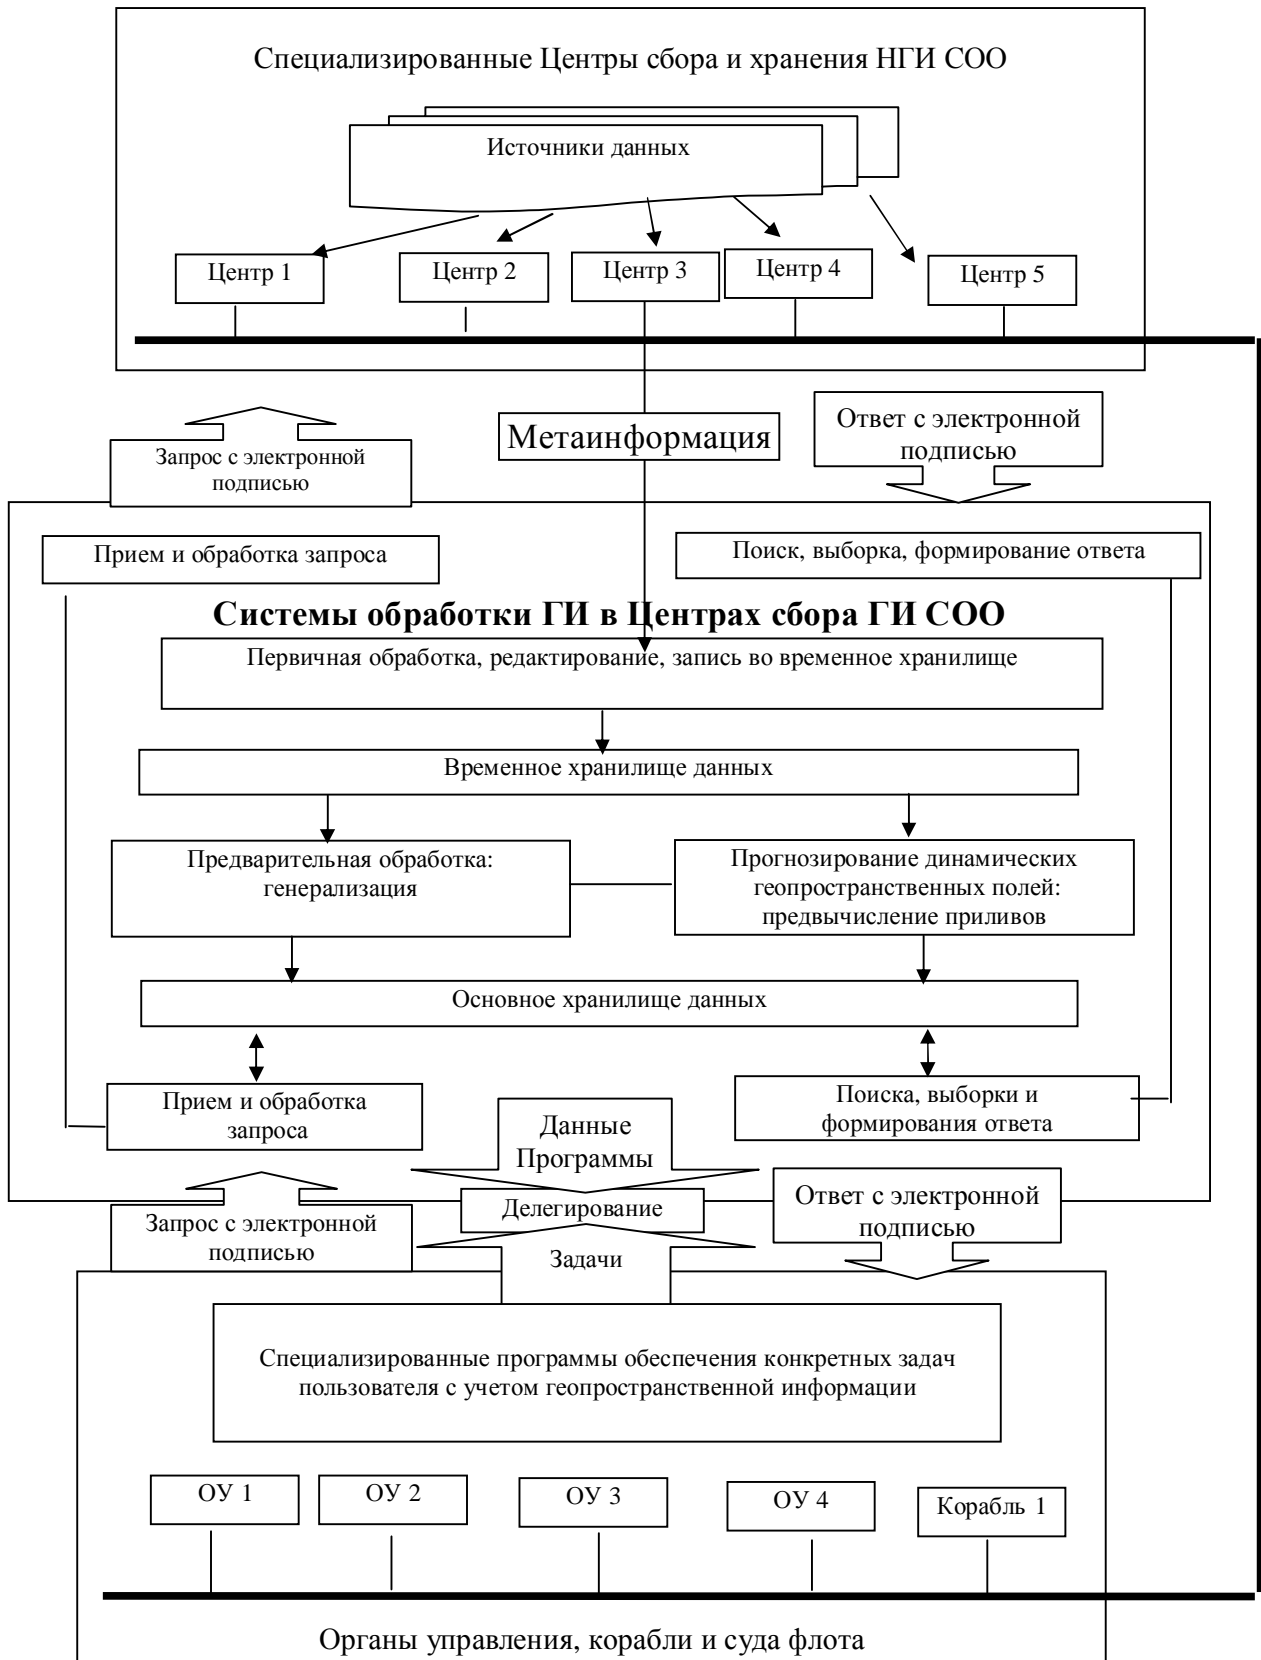 Специализированные Центры сбора и хранения НГИ СОО
Источники данных
Центр 1
Центр 2
Центр 3
Центр 4
Центр 5
Запрос с электронной
подписью
Метаинформация
Ответ с электронной
подписью
Прием и обработка запроса
Поиск, выборка, формирование ответа
Системы обработки ГИ в Центрах сбора ГИ СОО
Первичная обработка, редактирование, запись во временное хранилище
Временное хранилище данных
Предварительная обработка:
генерализация
Прогнозирование динамических
геопространственных полей:
предвычисление приливов
Основное хранилище данных
Прием и обработка
запроса
Поиска, выборки и
формирования ответа
Данные
Программы
Делегирование
Задачи
Запрос с электронной
подписью
Ответ с электронной
подписью
Специализированные программы обеспечения конкретных задач
пользователя с учетом геопространственной информации
ОУ 1
ОУ 2
ОУ 3
ОУ 4
Корабль 1
Органы управления, корабли и суда флота